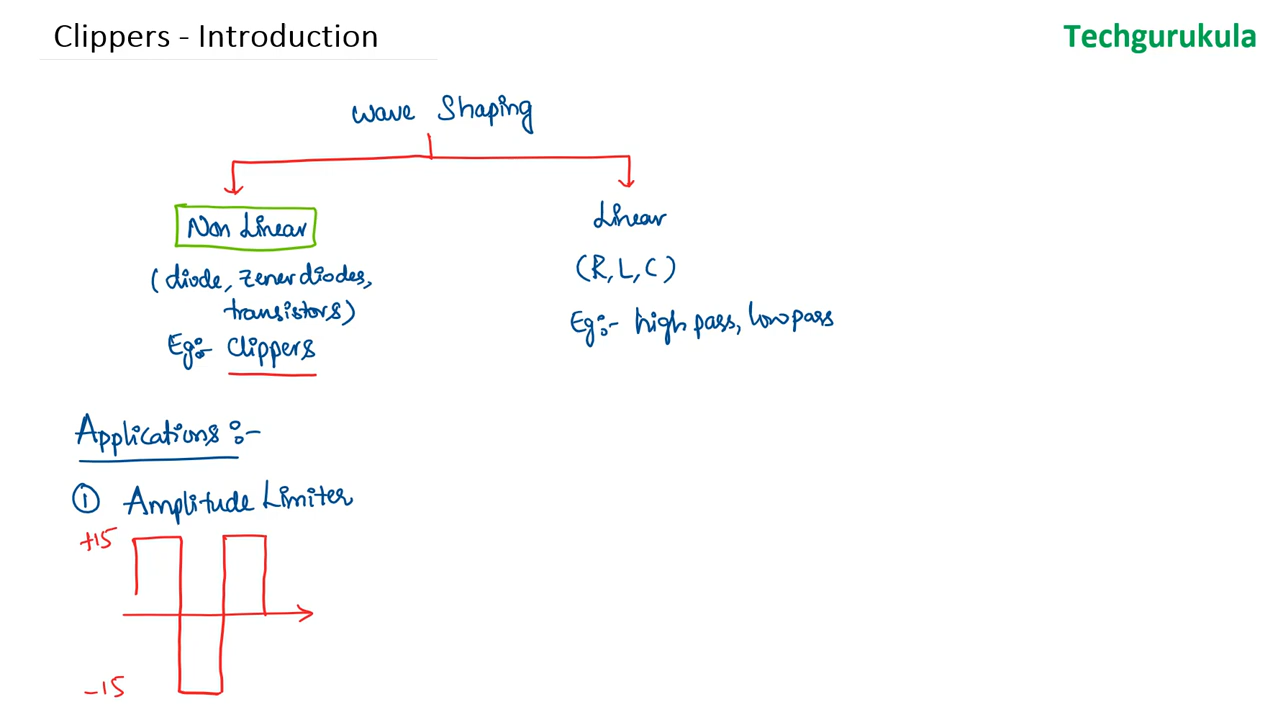 Clippers - Introduction
Techgurukula
Wave Shaping
Non Linear
Linear
(diode, Zener diodes,
transistors)
(R, L, C)
Eg:- Clippers
Eg:- high pass, low pass
Applications :-
① Amplitude Limiter
+15
-15